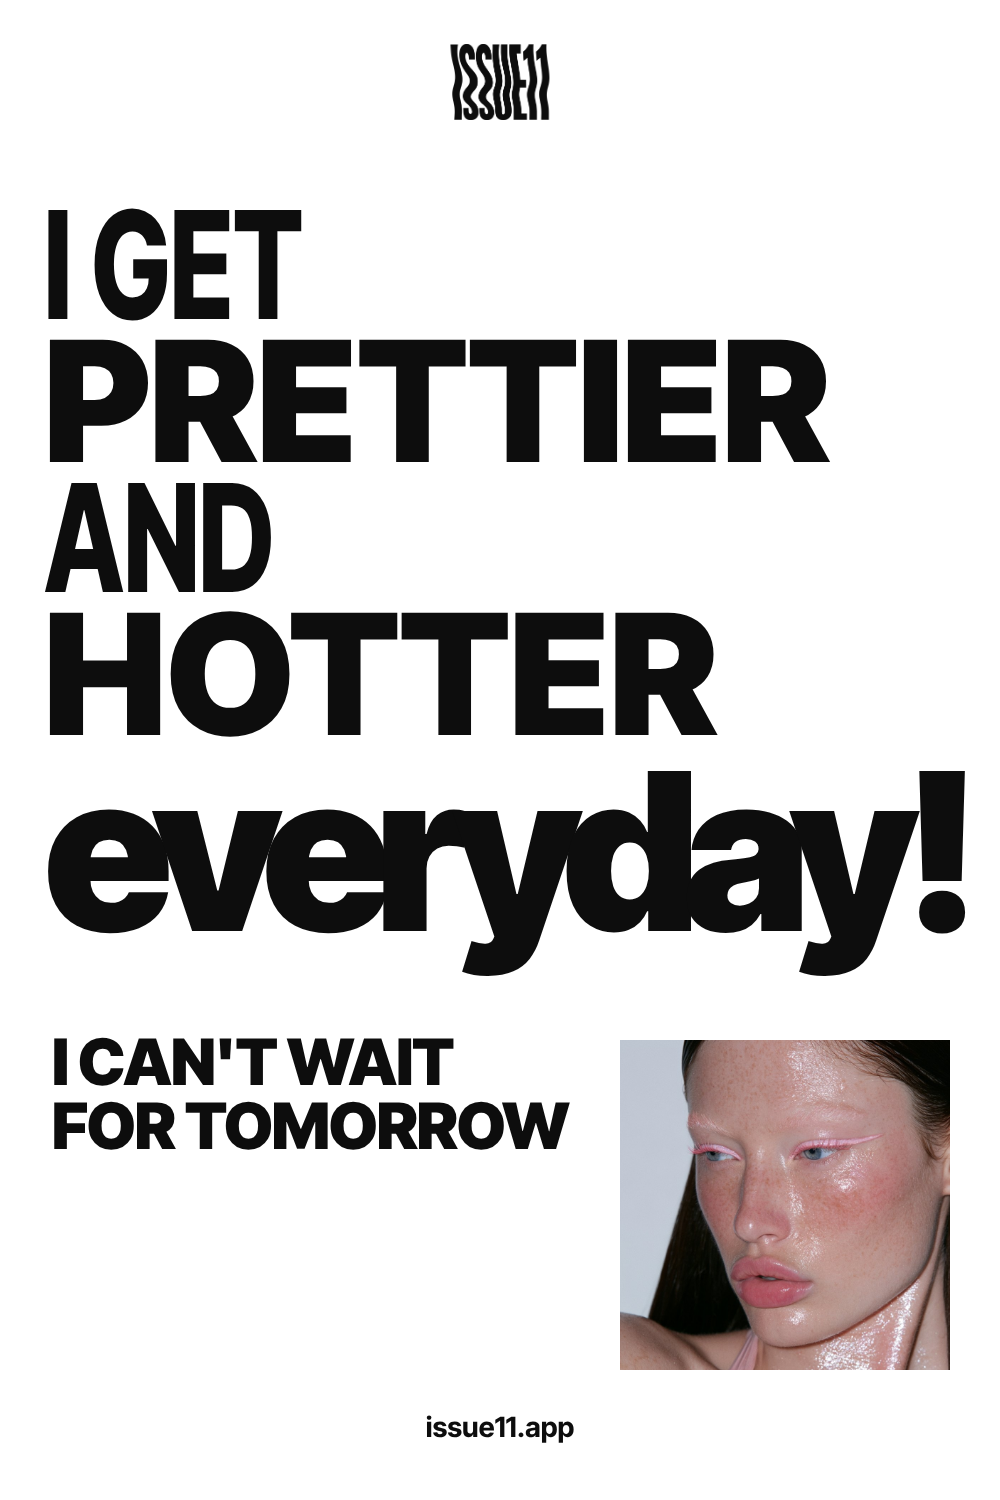 ISSUE11
I GET
PRETTIER
AND
HOTTER
everyday!
I CAN'T WAIT
FOR TOMORROW
issue11.app